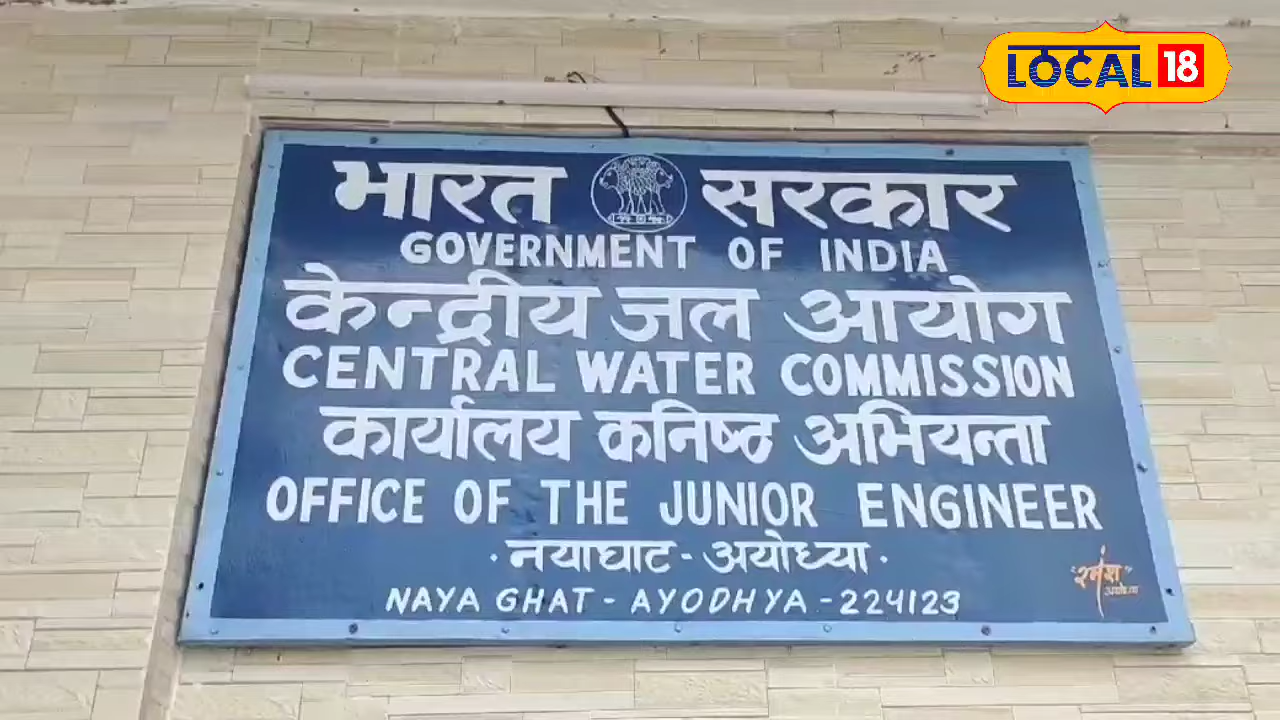 LOCAL 18
भारत सरकार
GOVERNMENT OF INDIA
केन्द्रीय जल आयोग
CENTRAL WATER COMMISSION
कार्यालय कनिष्ठ अभियन्ता
OFFICE OF THE JUNIOR ENGINEER
· नयाघाट - अयोध्या ·
NAYA GHAT - AYODHYA - 224123